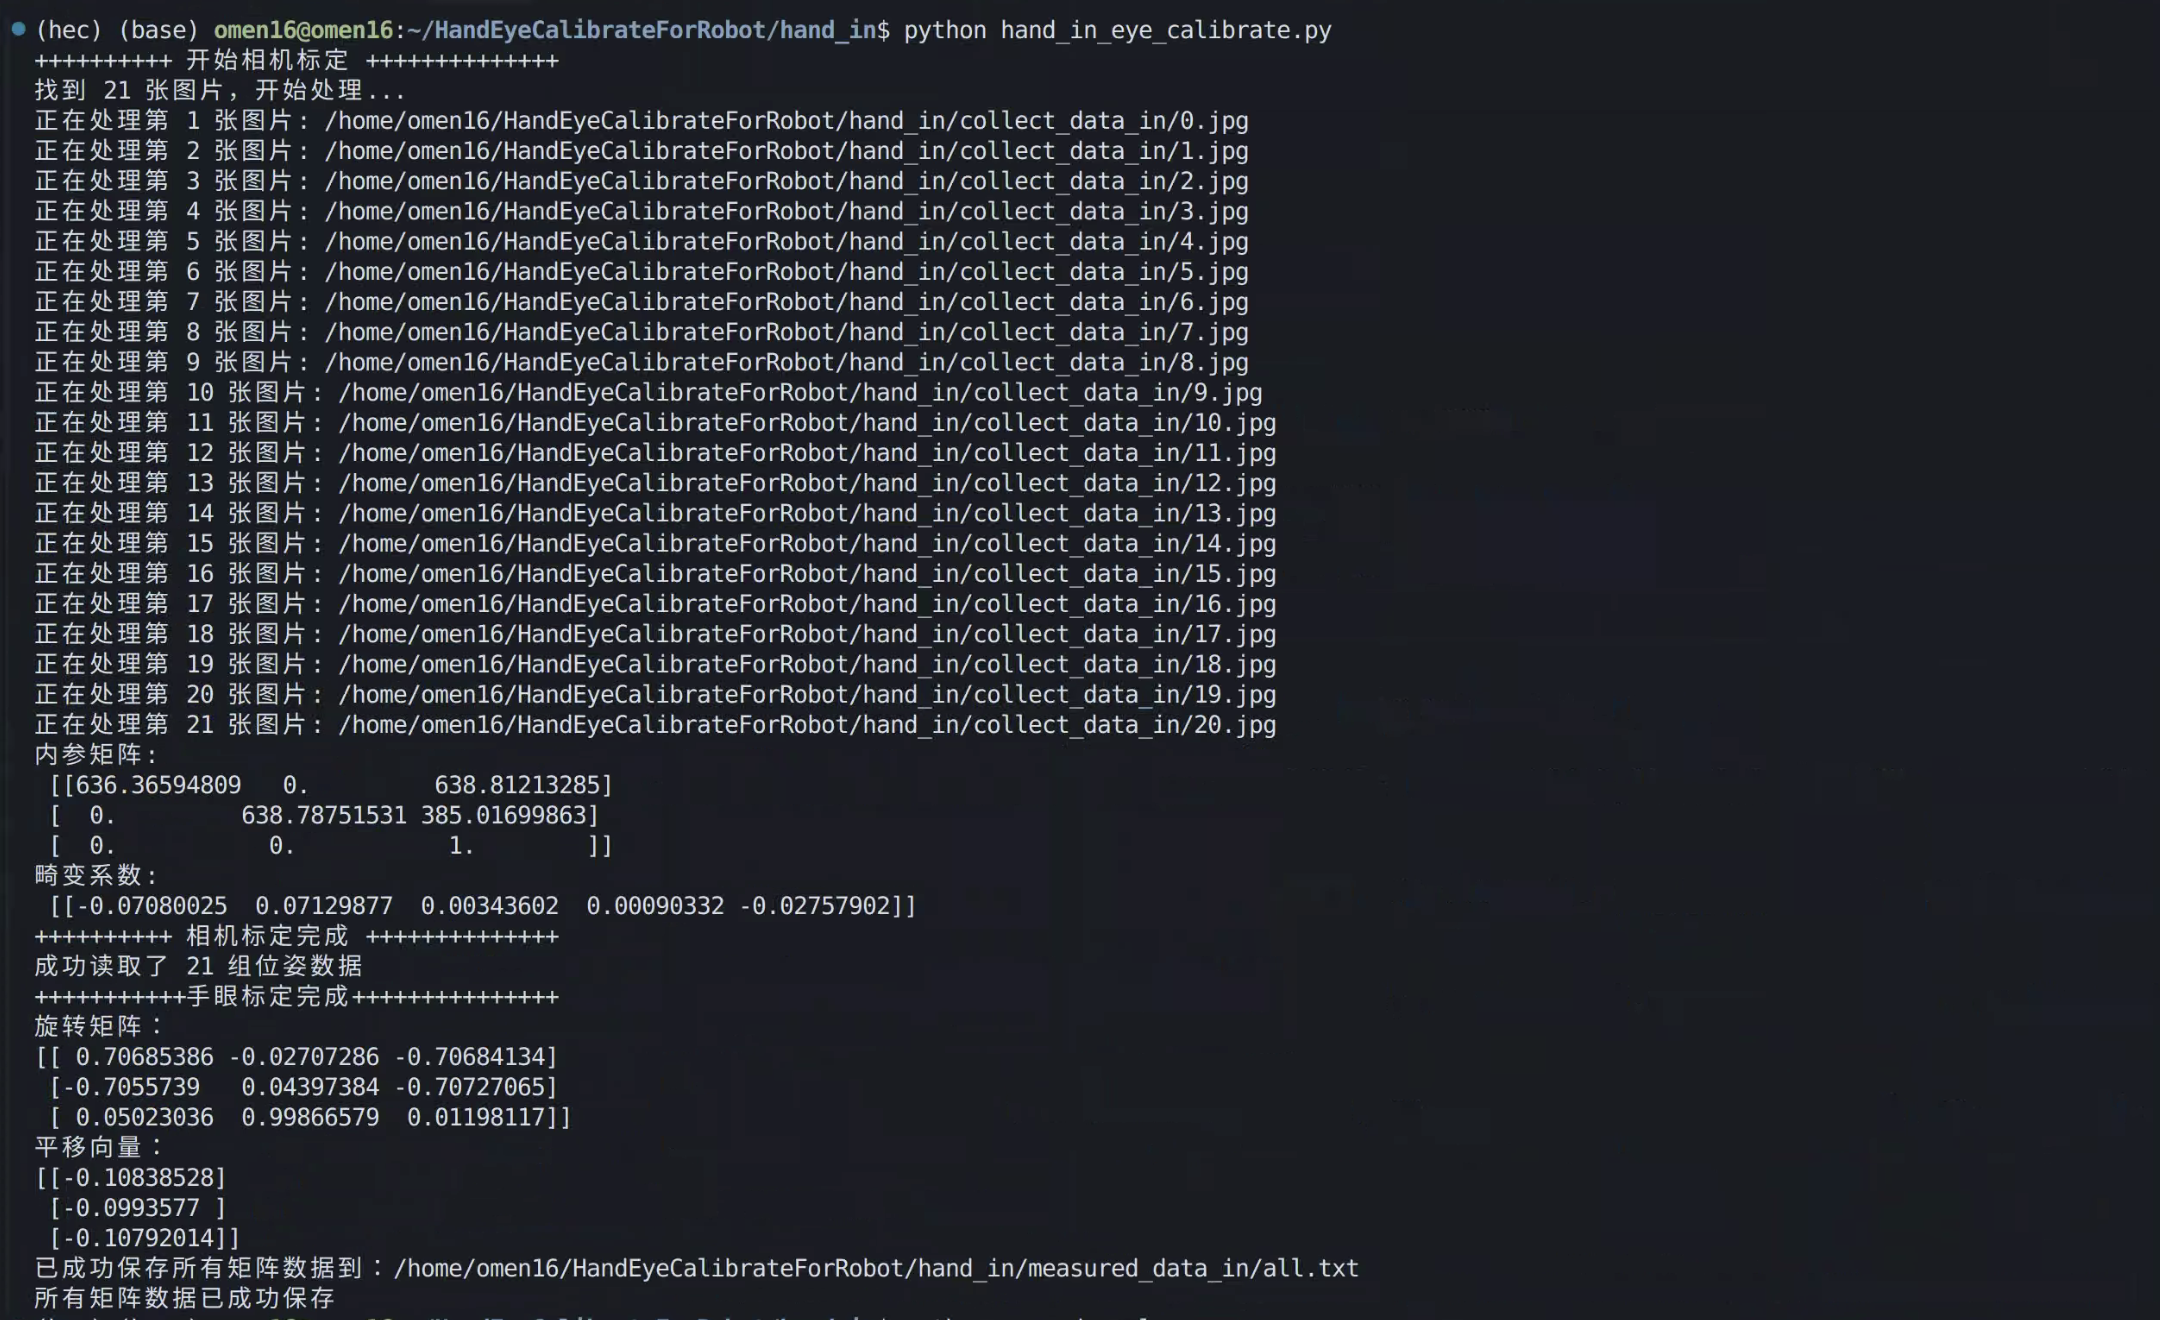 (hec) (base) omen16@omen16:~/HandEyeCalibrateForRobot/hand_in$ python hand_in_eye_calibrate.py
++++++++++ 开始相机标定 ++++++++++++++
找到 21 张图片，开始处理...
正在处理第 1 张图片: /home/omen16/HandEyeCalibrateForRobot/hand_in/collect_data_in/0.jpg
正在处理第 2 张图片: /home/omen16/HandEyeCalibrateForRobot/hand_in/collect_data_in/1.jpg
正在处理第 3 张图片: /home/omen16/HandEyeCalibrateForRobot/hand_in/collect_data_in/2.jpg
正在处理第 4 张图片: /home/omen16/HandEyeCalibrateForRobot/hand_in/collect_data_in/3.jpg
正在处理第 5 张图片: /home/omen16/HandEyeCalibrateForRobot/hand_in/collect_data_in/4.jpg
正在处理第 6 张图片: /home/omen16/HandEyeCalibrateForRobot/hand_in/collect_data_in/5.jpg
正在处理第 7 张图片: /home/omen16/HandEyeCalibrateForRobot/hand_in/collect_data_in/6.jpg
正在处理第 8 张图片: /home/omen16/HandEyeCalibrateForRobot/hand_in/collect_data_in/7.jpg
正在处理第 9 张图片: /home/omen16/HandEyeCalibrateForRobot/hand_in/collect_data_in/8.jpg
正在处理第 10 张图片: /home/omen16/HandEyeCalibrateForRobot/hand_in/collect_data_in/9.jpg
正在处理第 11 张图片: /home/omen16/HandEyeCalibrateForRobot/hand_in/collect_data_in/10.jpg
正在处理第 12 张图片: /home/omen16/HandEyeCalibrateForRobot/hand_in/collect_data_in/11.jpg
正在处理第 13 张图片: /home/omen16/HandEyeCalibrateForRobot/hand_in/collect_data_in/12.jpg
正在处理第 14 张图片: /home/omen16/HandEyeCalibrateForRobot/hand_in/collect_data_in/13.jpg
正在处理第 15 张图片: /home/omen16/HandEyeCalibrateForRobot/hand_in/collect_data_in/14.jpg
正在处理第 16 张图片: /home/omen16/HandEyeCalibrateForRobot/hand_in/collect_data_in/15.jpg
正在处理第 17 张图片: /home/omen16/HandEyeCalibrateForRobot/hand_in/collect_data_in/16.jpg
正在处理第 18 张图片: /home/omen16/HandEyeCalibrateForRobot/hand_in/collect_data_in/17.jpg
正在处理第 19 张图片: /home/omen16/HandEyeCalibrateForRobot/hand_in/collect_data_in/18.jpg
正在处理第 20 张图片: /home/omen16/HandEyeCalibrateForRobot/hand_in/collect_data_in/19.jpg
正在处理第 21 张图片: /home/omen16/HandEyeCalibrateForRobot/hand_in/collect_data_in/20.jpg
内参矩阵:
 [[636.36594809   0.         638.81213285]
 [  0.         638.78751531 385.01699863]
 [  0.           0.           1.        ]]
畸变系数:
 [[-0.07080025  0.07129877  0.00343602  0.00090332 -0.02757902]]
++++++++++ 相机标定完成 ++++++++++++++
成功读取了 21 组位姿数据
+++++++++++手眼标定完成+++++++++++++++
旋转矩阵：
[[ 0.70685386 -0.02707286 -0.70684134]
 [-0.7055739   0.04397384 -0.70727065]
 [ 0.05023036  0.99866579  0.01198117]]
平移向量：
[[-0.10838528]
 [-0.0993577 ]
 [-0.10792014]]
已成功保存所有矩阵数据到：/home/omen16/HandEyeCalibrateForRobot/hand_in/measured_data_in/all.txt
所有矩阵数据已成功保存